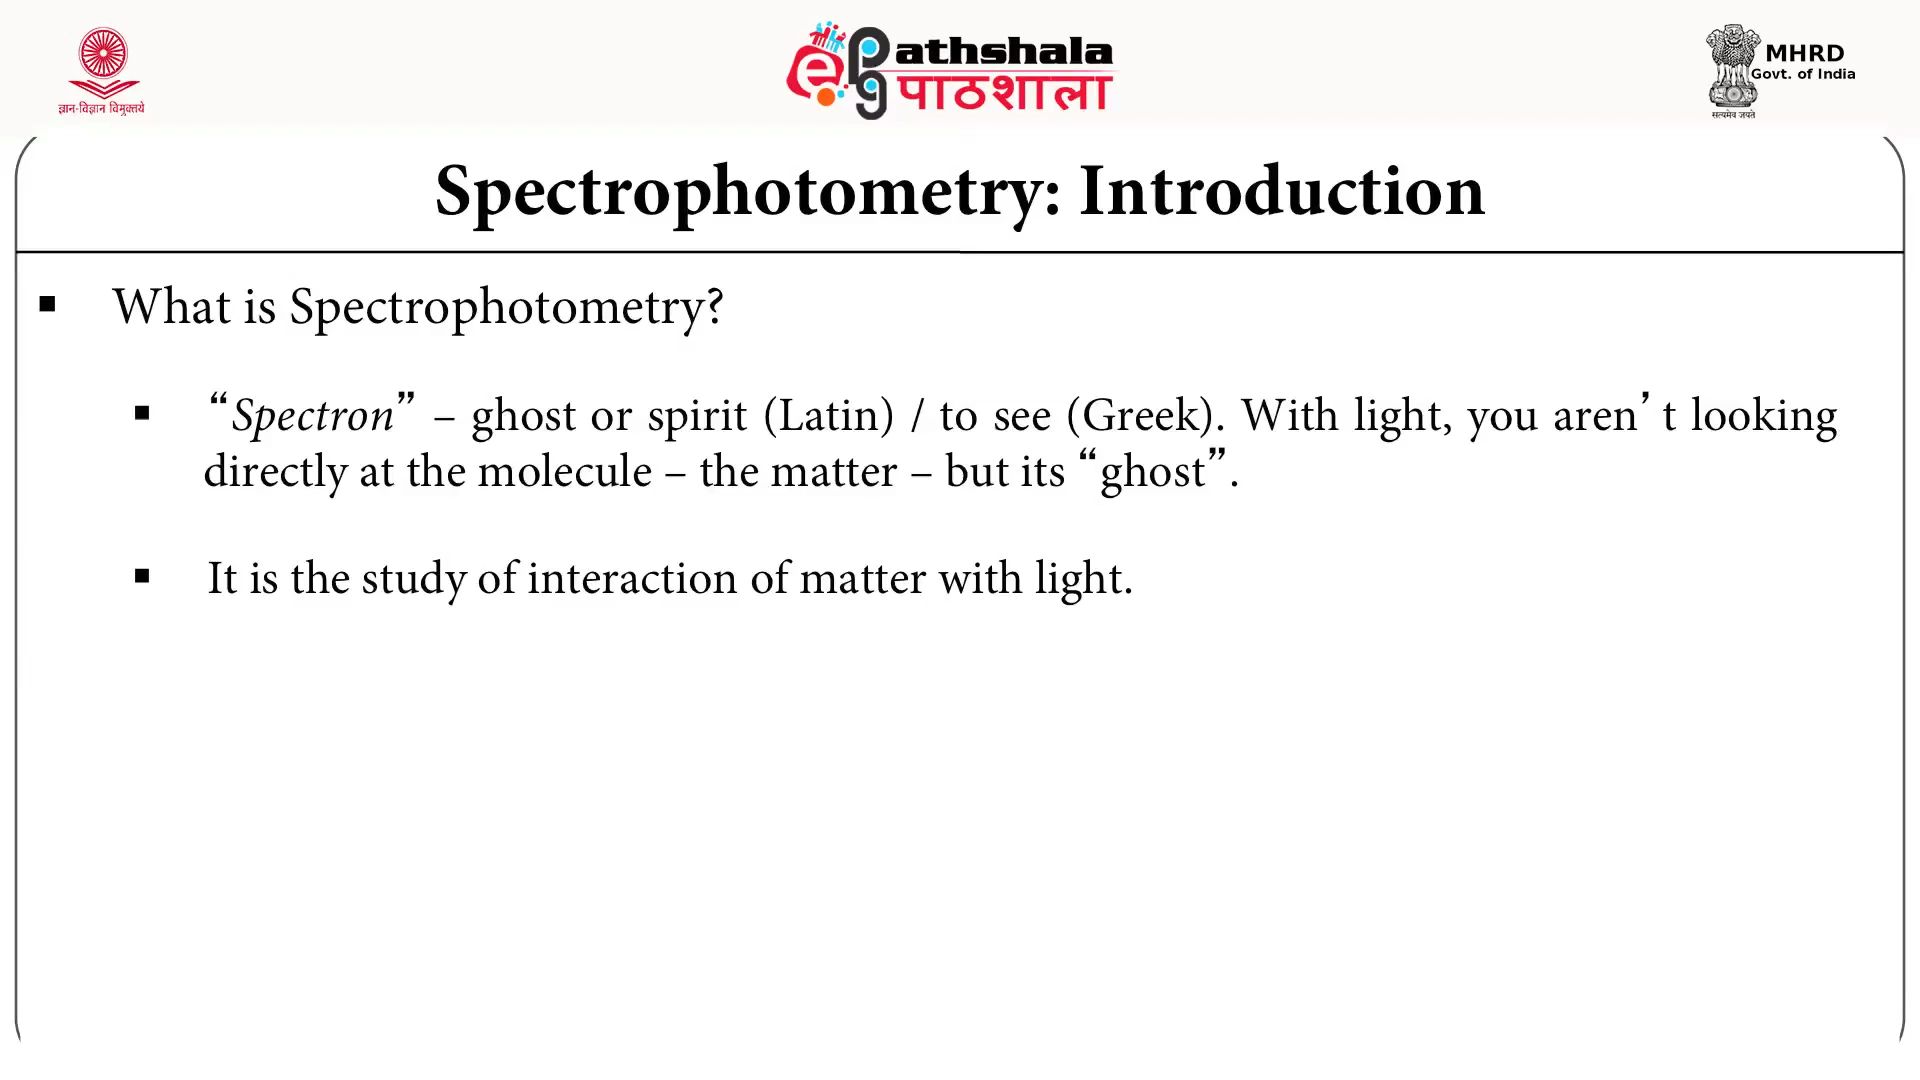 ज्ञान-विज्ञान विमुक्तये
ePG Pathshala
पाठशाला
MHRD
Govt. of India
सत्यमेव जयते
Spectrophotometry: Introduction
▪ What is Spectrophotometry?
▪ “Spectron” – ghost or spirit (Latin) / to see (Greek). With light, you aren’ t looking
directly at the molecule – the matter – but its “ghost”.
▪ It is the study of interaction of matter with light.